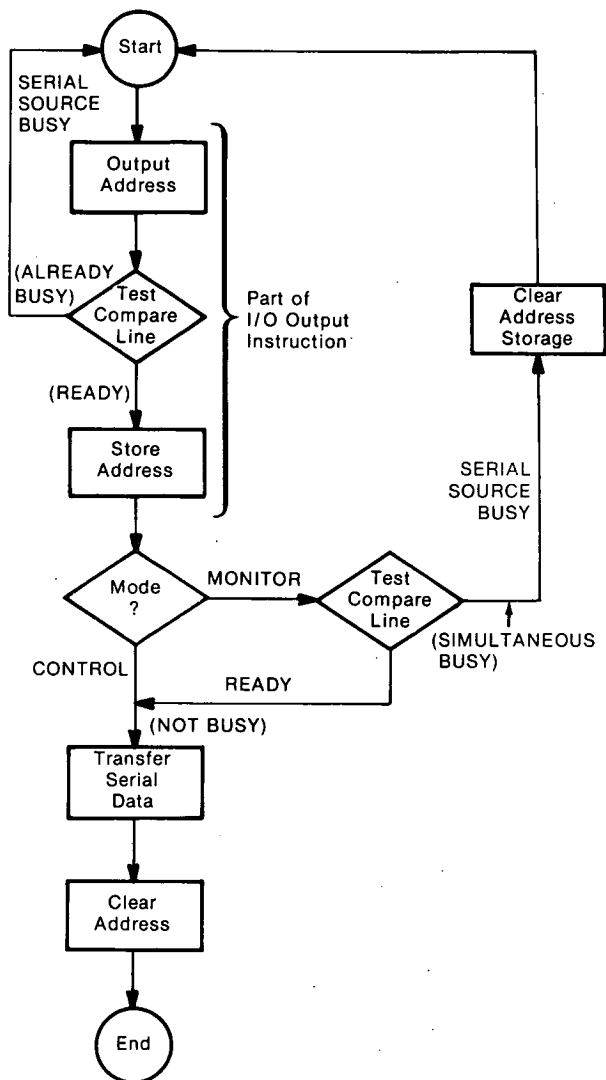 Start
SERIAL
SOURCE
BUSY
Output
Address
(ALREADY
BUSY)
Test
Compare
Line
Part of
I/O Output
Instruction
(READY)
Store
Address
Clear
Address
Storage
SERIAL
SOURCE
BUSY
Mode
?
MONITOR
Test
Compare
Line
(SIMULTANEOUS
BUSY)
CONTROL
READY
(NOT BUSY)
Transfer
Serial
Data
Clear
Address
End